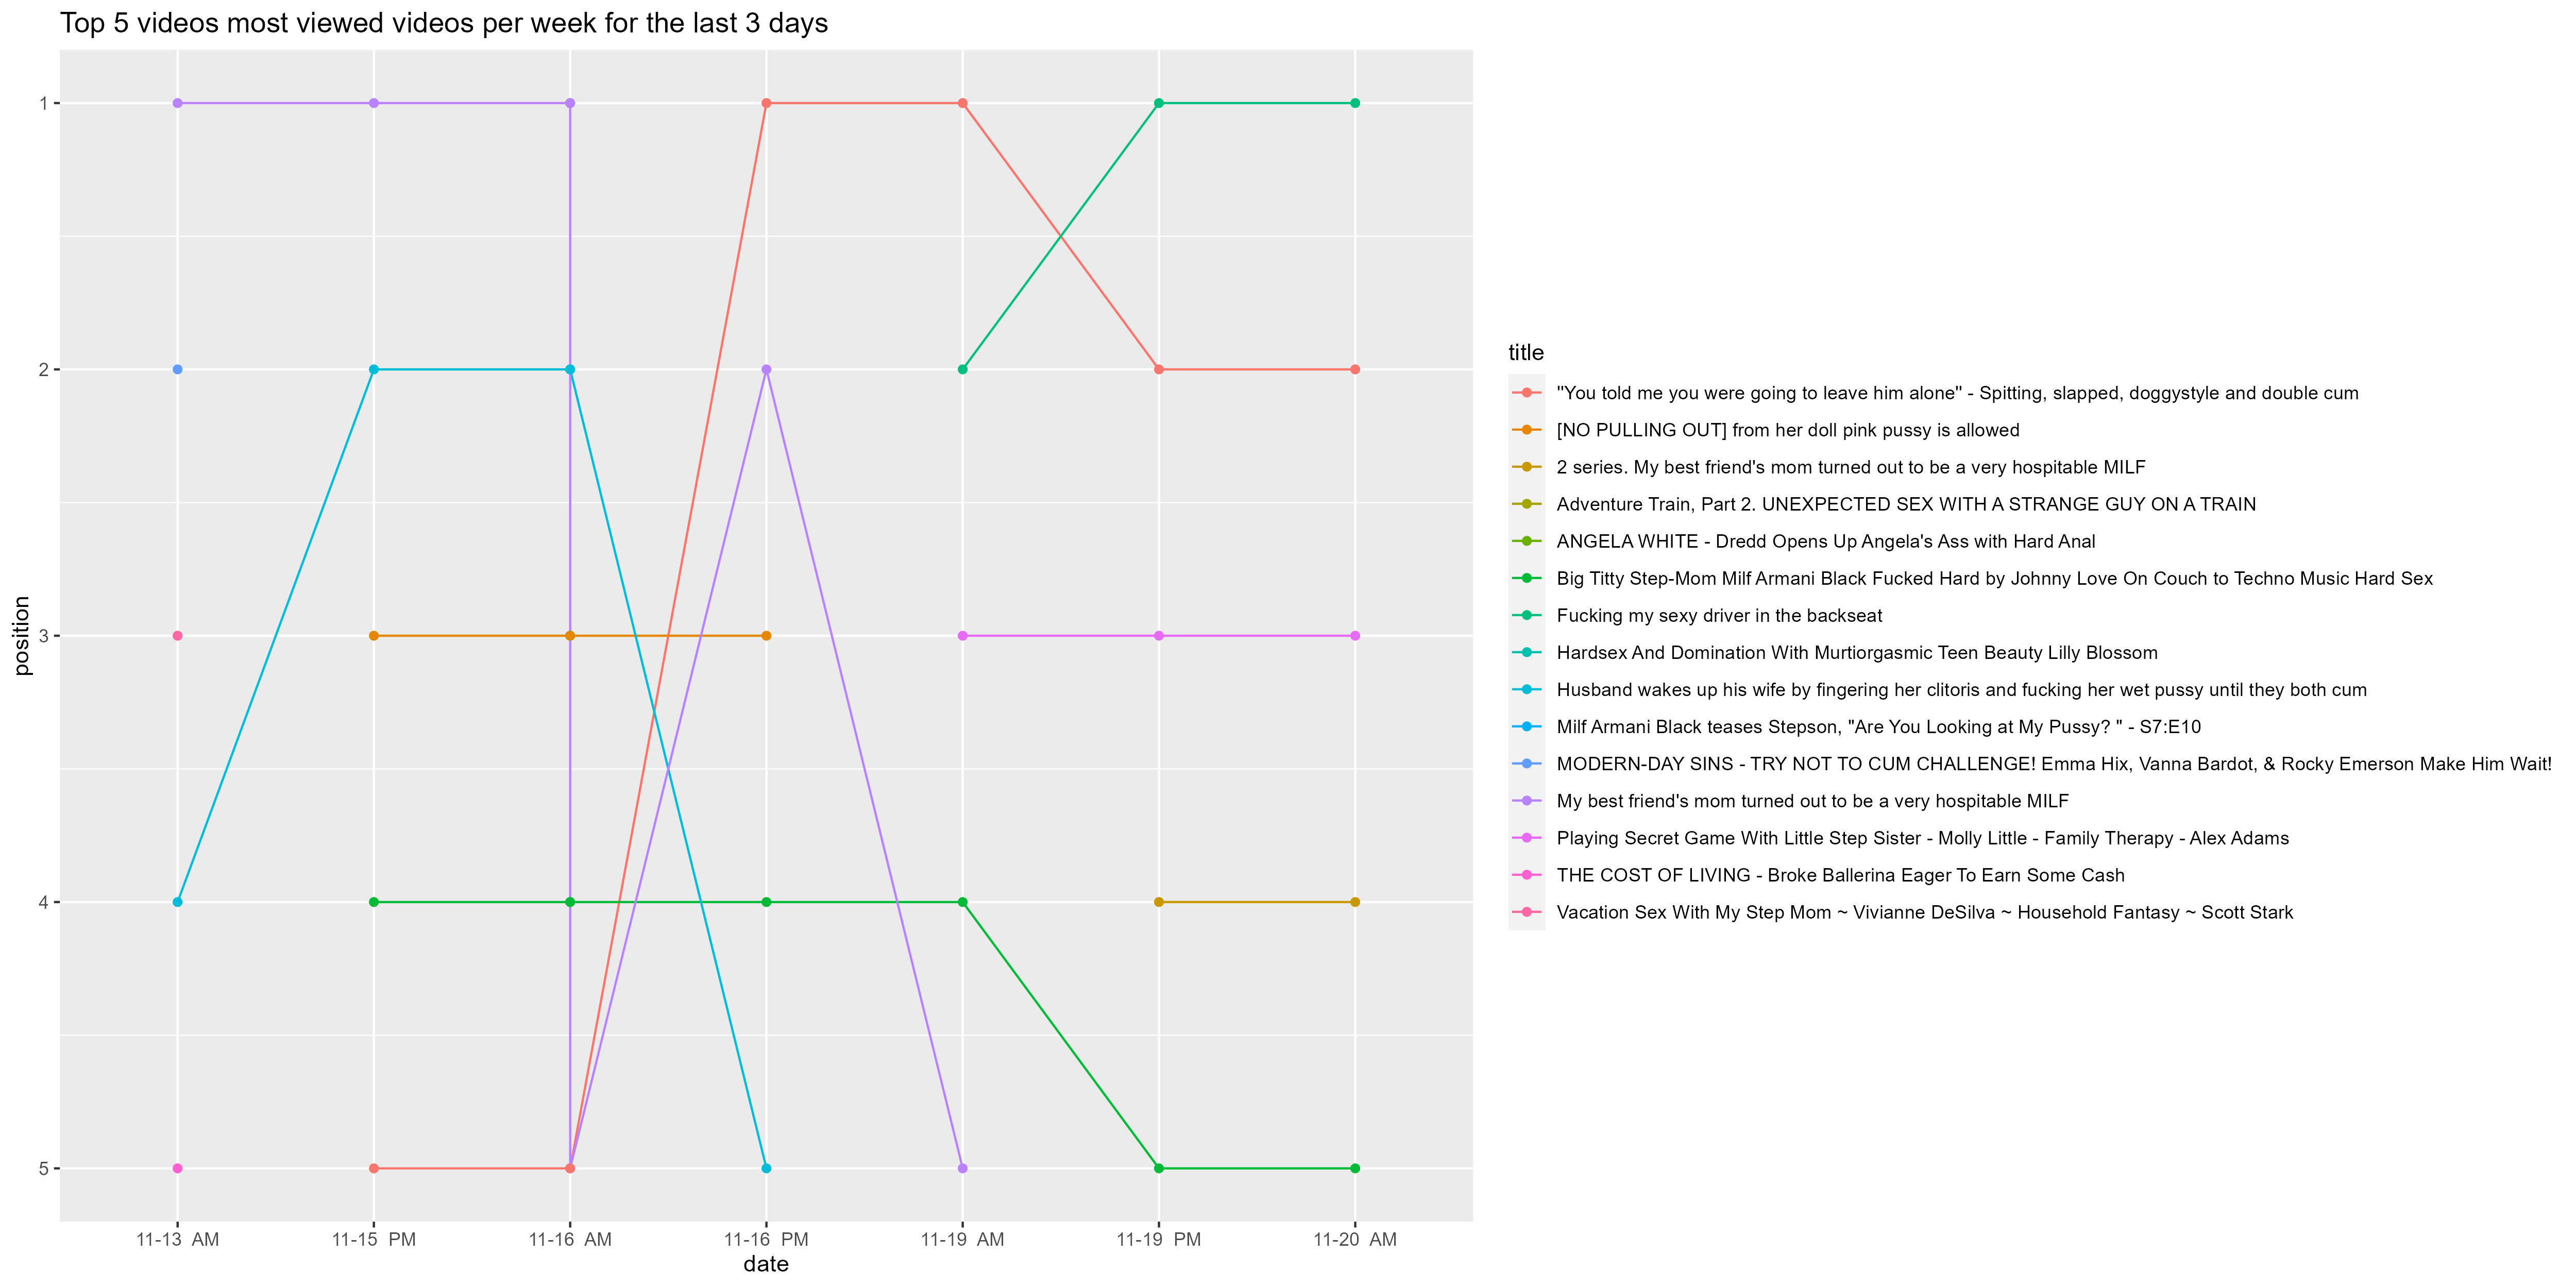 Top 5 videos most viewed videos per week for the last 3 days
position
1
2
3
4
5
11-13 AM
11-15 PM
11-16 AM
11-16 PM
11-19 AM
11-19 PM
11-20 AM
date
title
"You told me you were going to leave him alone" - Spitting, slapped, doggystyle and double cum
[NO PULLING OUT] from her doll pink pussy is allowed
2 series. My best friend's mom turned out to be a very hospitable MILF
Adventure Train, Part 2. UNEXPECTED SEX WITH A STRANGE GUY ON A TRAIN
ANGELA WHITE - Dredd Opens Up Angela's Ass with Hard Anal
Big Titty Step-Mom Milf Armani Black Fucked Hard by Johnny Love On Couch to Techno Music Hard Sex
Fucking my sexy driver in the backseat
Hardsex And Domination With Murtiorgasmic Teen Beauty Lilly Blossom
Husband wakes up his wife by fingering her clitoris and fucking her wet pussy until they both cum
Milf Armani Black teases Stepson, "Are You Looking at My Pussy? " - S7:E10
MODERN-DAY SINS - TRY NOT TO CUM CHALLENGE! Emma Hix, Vanna Bardot, & Rocky Emerson Make Him Wait!
My best friend's mom turned out to be a very hospitable MILF
Playing Secret Game With Little Step Sister - Molly Little - Family Therapy - Alex Adams
THE COST OF LIVING - Broke Ballerina Eager To Earn Some Cash
Vacation Sex With My Step Mom ~ Vivianne DeSilva ~ Household Fantasy ~ Scott Stark